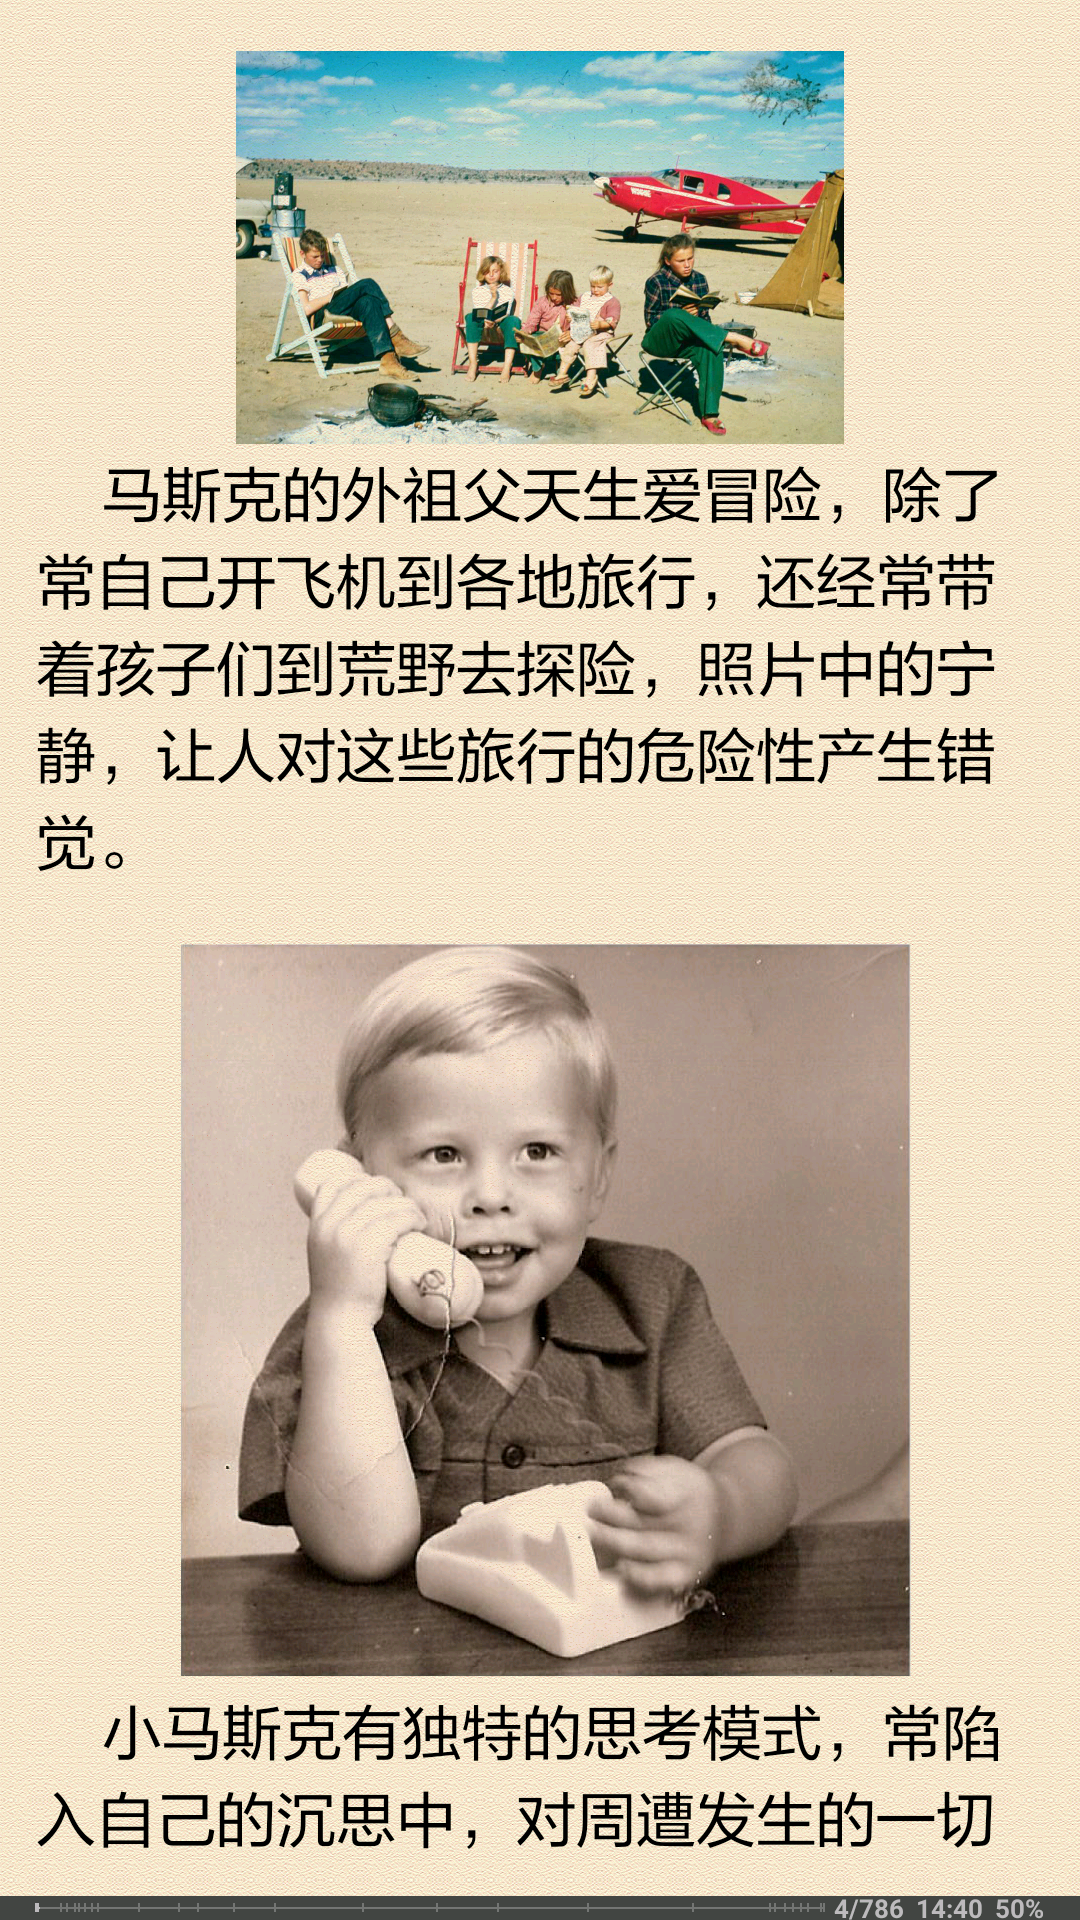 马斯克的外祖父天生爱冒险，除了
常自己开飞机到各地旅行，还经常带
着孩子们到荒野去探险，照片中的宁
静，让人对这些旅行的危险性产生错
觉。
小马斯克有独特的思考模式，常陷
入自己的沉思中，对周遭发生的一切
4/786 14:40 50%